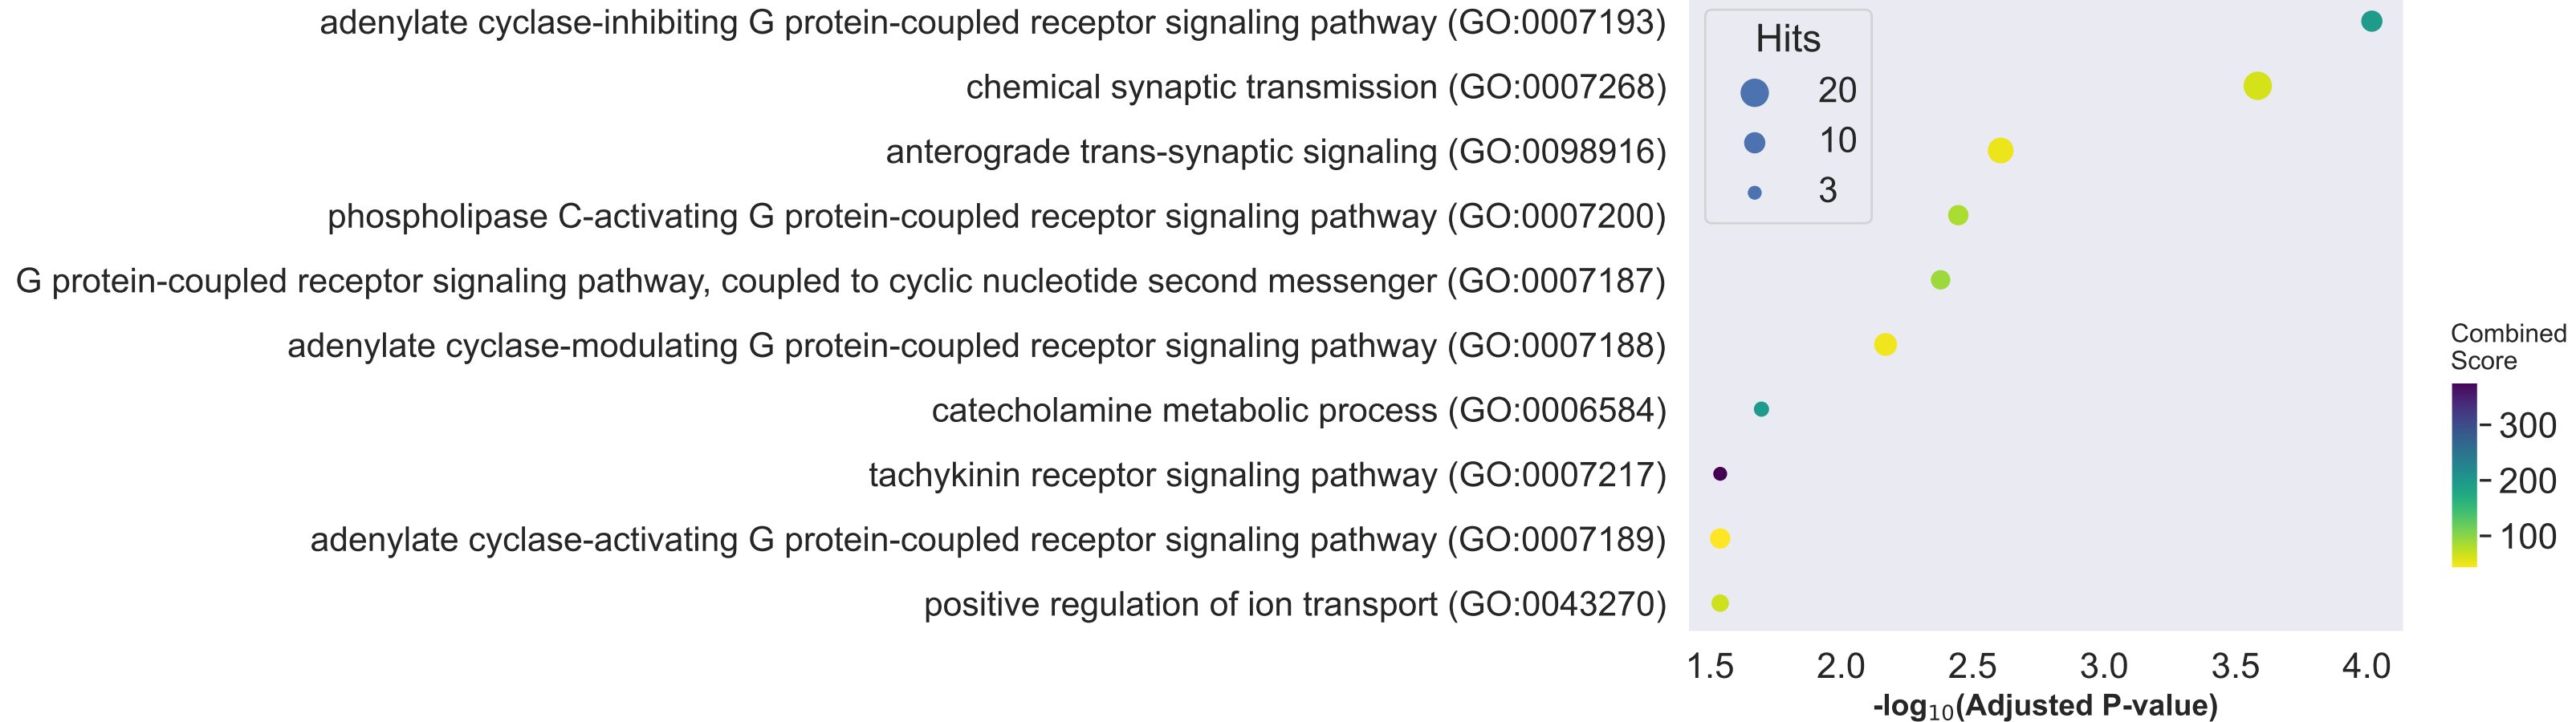 adenylate cyclase-inhibiting G protein-coupled receptor signaling pathway (GO:0007193)
chemical synaptic transmission (GO:0007268)
anterograde trans-synaptic signaling (GO:0098916)
phospholipase C-activating G protein-coupled receptor signaling pathway (GO:0007200)
G protein-coupled receptor signaling pathway, coupled to cyclic nucleotide second messenger (GO:0007187)
adenylate cyclase-modulating G protein-coupled receptor signaling pathway (GO:0007188)
catecholamine metabolic process (GO:0006584)
tachykinin receptor signaling pathway (GO:0007217)
adenylate cyclase-activating G protein-coupled receptor signaling pathway (GO:0007189)
positive regulation of ion transport (GO:0043270)
Hits
20
10
3
Combined
Score
300
200
100
1.5 2.0 2.5 3.0 3.5 4.0
-log₁₀(Adjusted P-value)